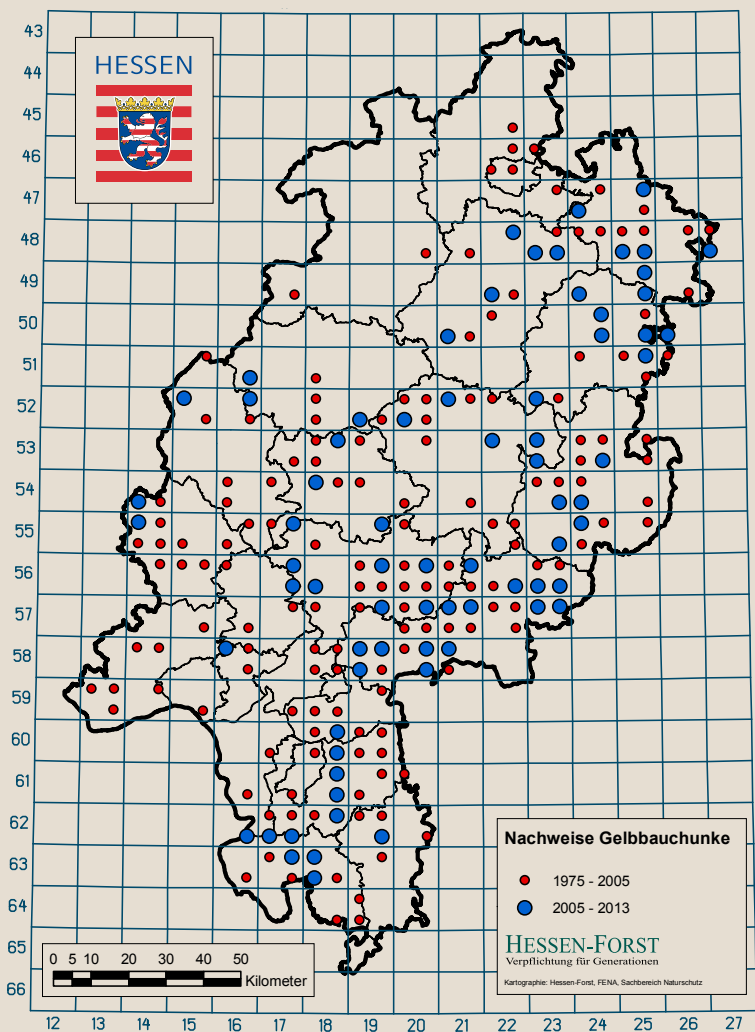 HESSEN
43
44
45
46
47
48
49
50
51
52
53
54
55
56
57
58
59
60
61
62
63
64
65
66
Nachweise Gelbbauchunke
1975 - 2005
2005 - 2013
HESSEN-FORST
Verpflichtung für Generationen
Kartographie: Hessen-Forst, FENA, Sachbereich Naturschutz
0 5 10 20 30 40 50
Kilometer
12 13 14 15 16 17 18 19 20 21 22 23 24 25 26 27